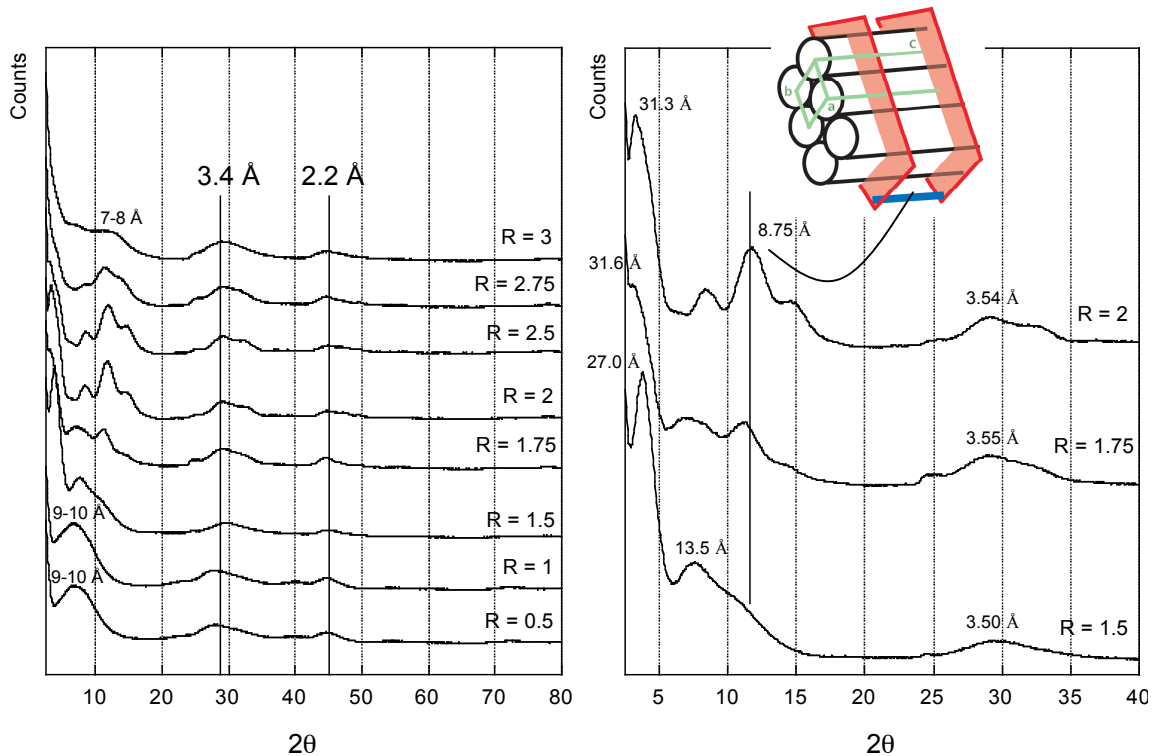 Counts
3.4 Å
2.2 Å
7-8 Å
R = 3
R = 2.75
R = 2.5
R = 2
R = 1.75
9-10 Å
R = 1.5
R = 1
9-10 Å
R = 0.5
10 20 30 40 50 60 70 80
2θ
Counts
c
b
a
31.3 Å
8.75 Å
31.6 Å
3.54 Å
R = 2
27.0 Å
3.55 Å
R = 1.75
13.5 Å
3.50 Å
R = 1.5
5 10 15 20 25 30 35 40
2θ